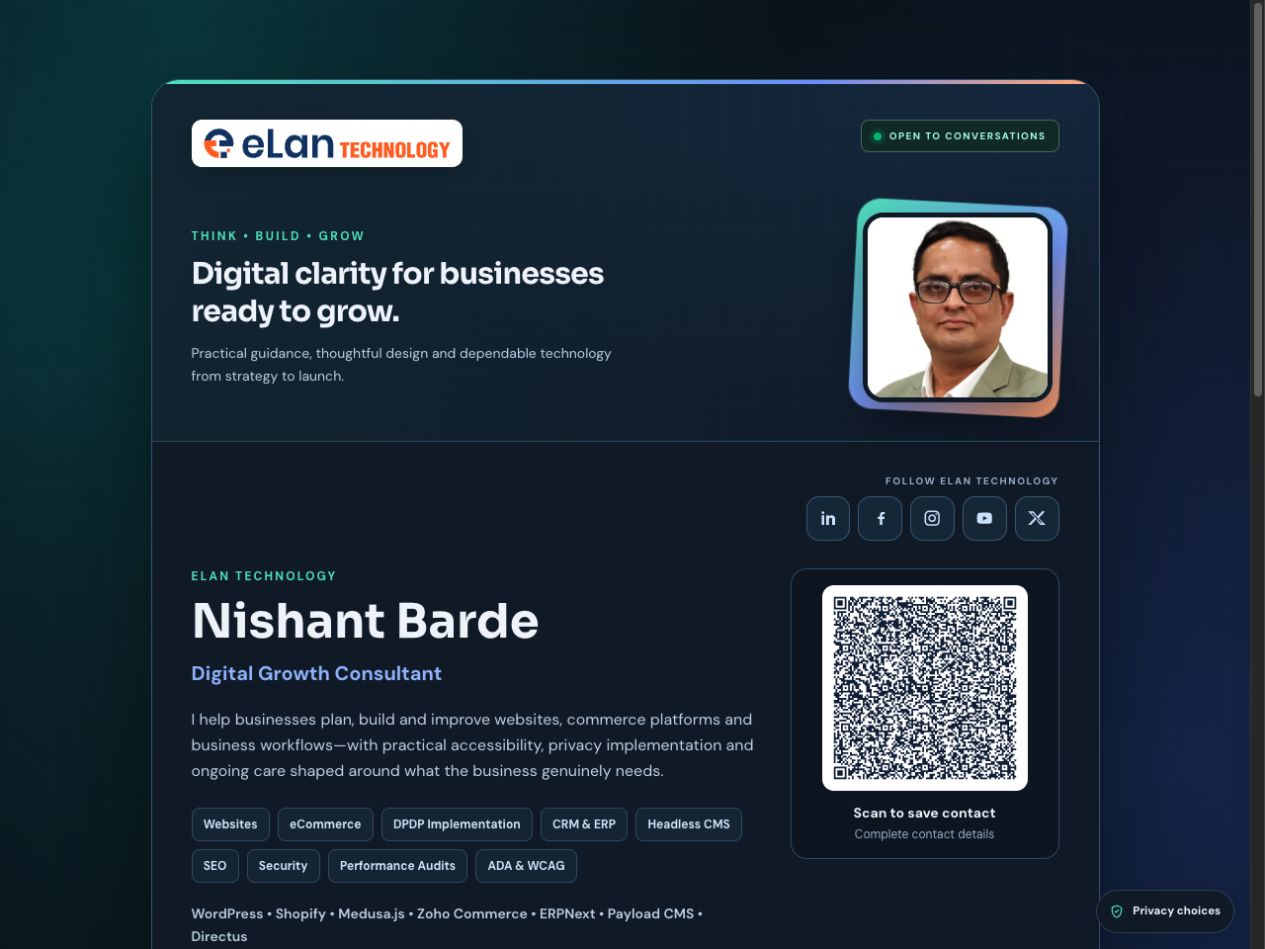 eLan TECHNOLOGY
OPEN TO CONVERSATIONS
THINK • BUILD • GROW
Digital clarity for businesses
ready to grow.
Practical guidance, thoughtful design and dependable technology
from strategy to launch.
FOLLOW ELAN TECHNOLOGY
ELAN TECHNOLOGY
Nishant Barde
Digital Growth Consultant
I help businesses plan, build and improve websites, commerce platforms and
business workflows—with practical accessibility, privacy implementation and
ongoing care shaped around what the business genuinely needs.
Websites eCommerce DPDP Implementation CRM & ERP Headless CMS
SEO Security Performance Audits ADA & WCAG
WordPress • Shopify • Medusa.js • Zoho Commerce • ERPNext • Payload CMS •
Directus
Scan to save contact
Complete contact details
Privacy choices